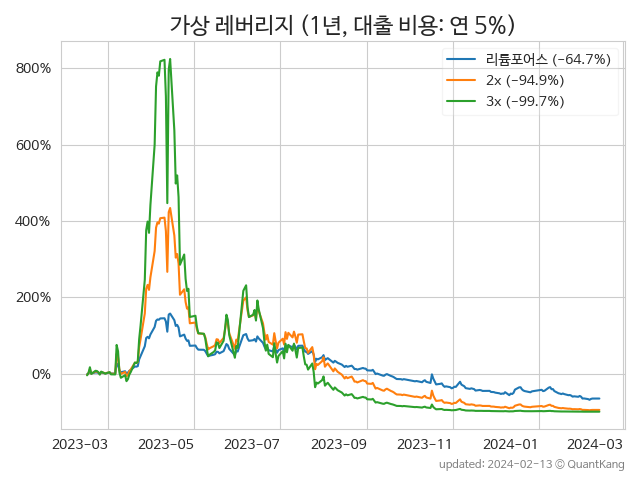 가상 레버리지 (1년, 대출 비용: 연 5%)
리튬포어스 (−64.7%)
2x (−94.9%)
3x (−99.7%)
800%
600%
400%
200%
0%
2023-03 2023-05 2023-07 2023-09 2023-11 2024-01 2024-03
updated: 2024-02-13 © QuantKang